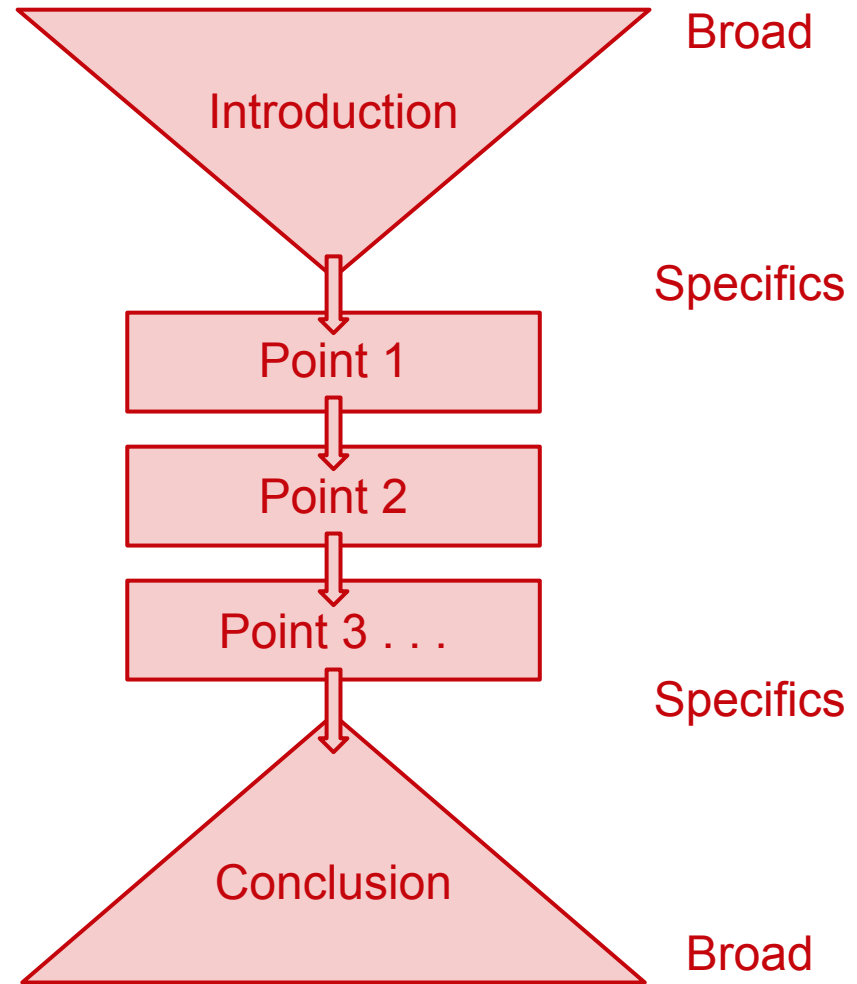 Broad
Introduction
Specifics
Point 1
Point 2
Point 3 . . .
Specifics
Conclusion
Broad